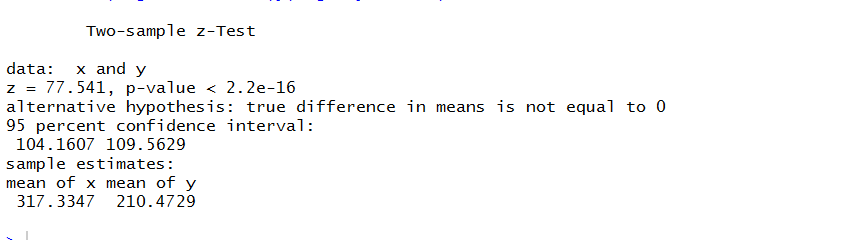 Two-sample z-Test
data: x and y
z = 77.541, p-value < 2.2e-16
alternative hypothesis: true difference in means is not equal to 0
95 percent confidence interval:
104.1607 109.5629
sample estimates:
mean of x mean of y
317.3347 210.4729
>